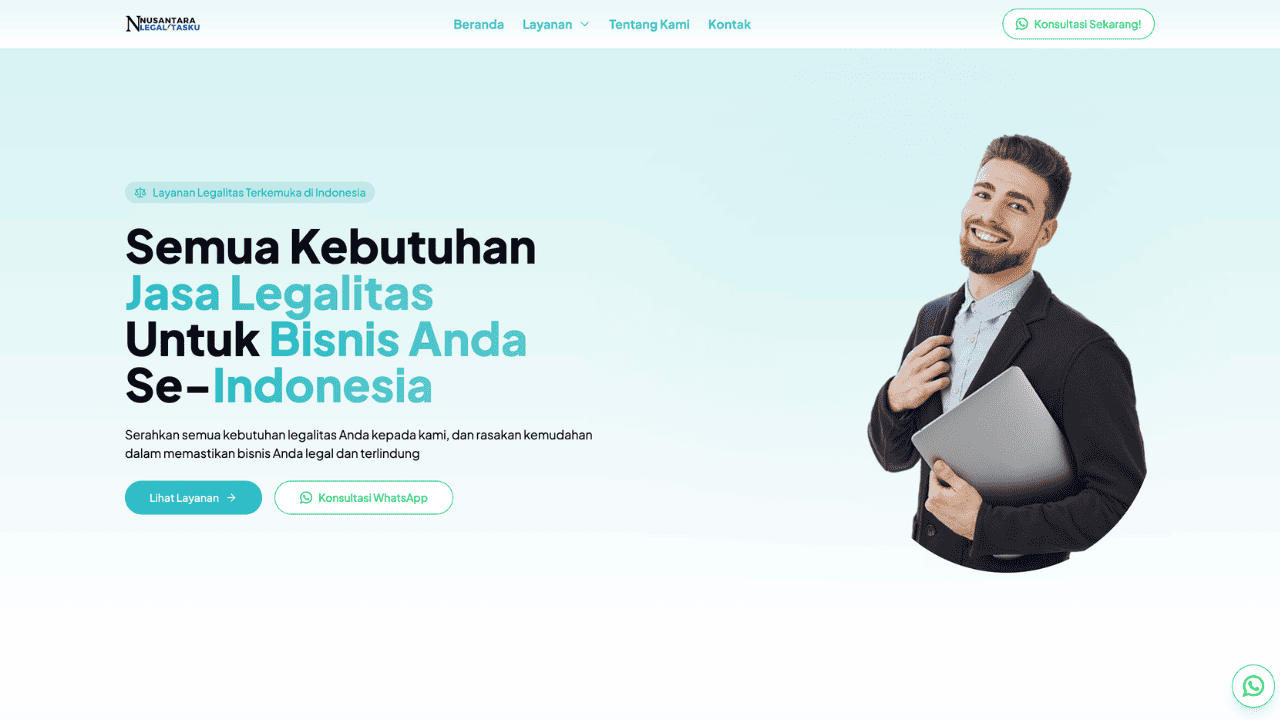 NUSANTARA
LEGALITASKU
Beranda
Layanan
Tentang Kami
Kontak
Konsultasi Sekarang!
Layanan Legalitas Terkemuka di Indonesia
Semua Kebutuhan
Jasa Legalitas
Untuk Bisnis Anda
Se-Indonesia
Serahkan semua kebutuhan legalitas Anda kepada kami, dan rasakan kemudahan
dalam memastikan bisnis Anda legal dan terlindung
Lihat Layanan
Konsultasi WhatsApp